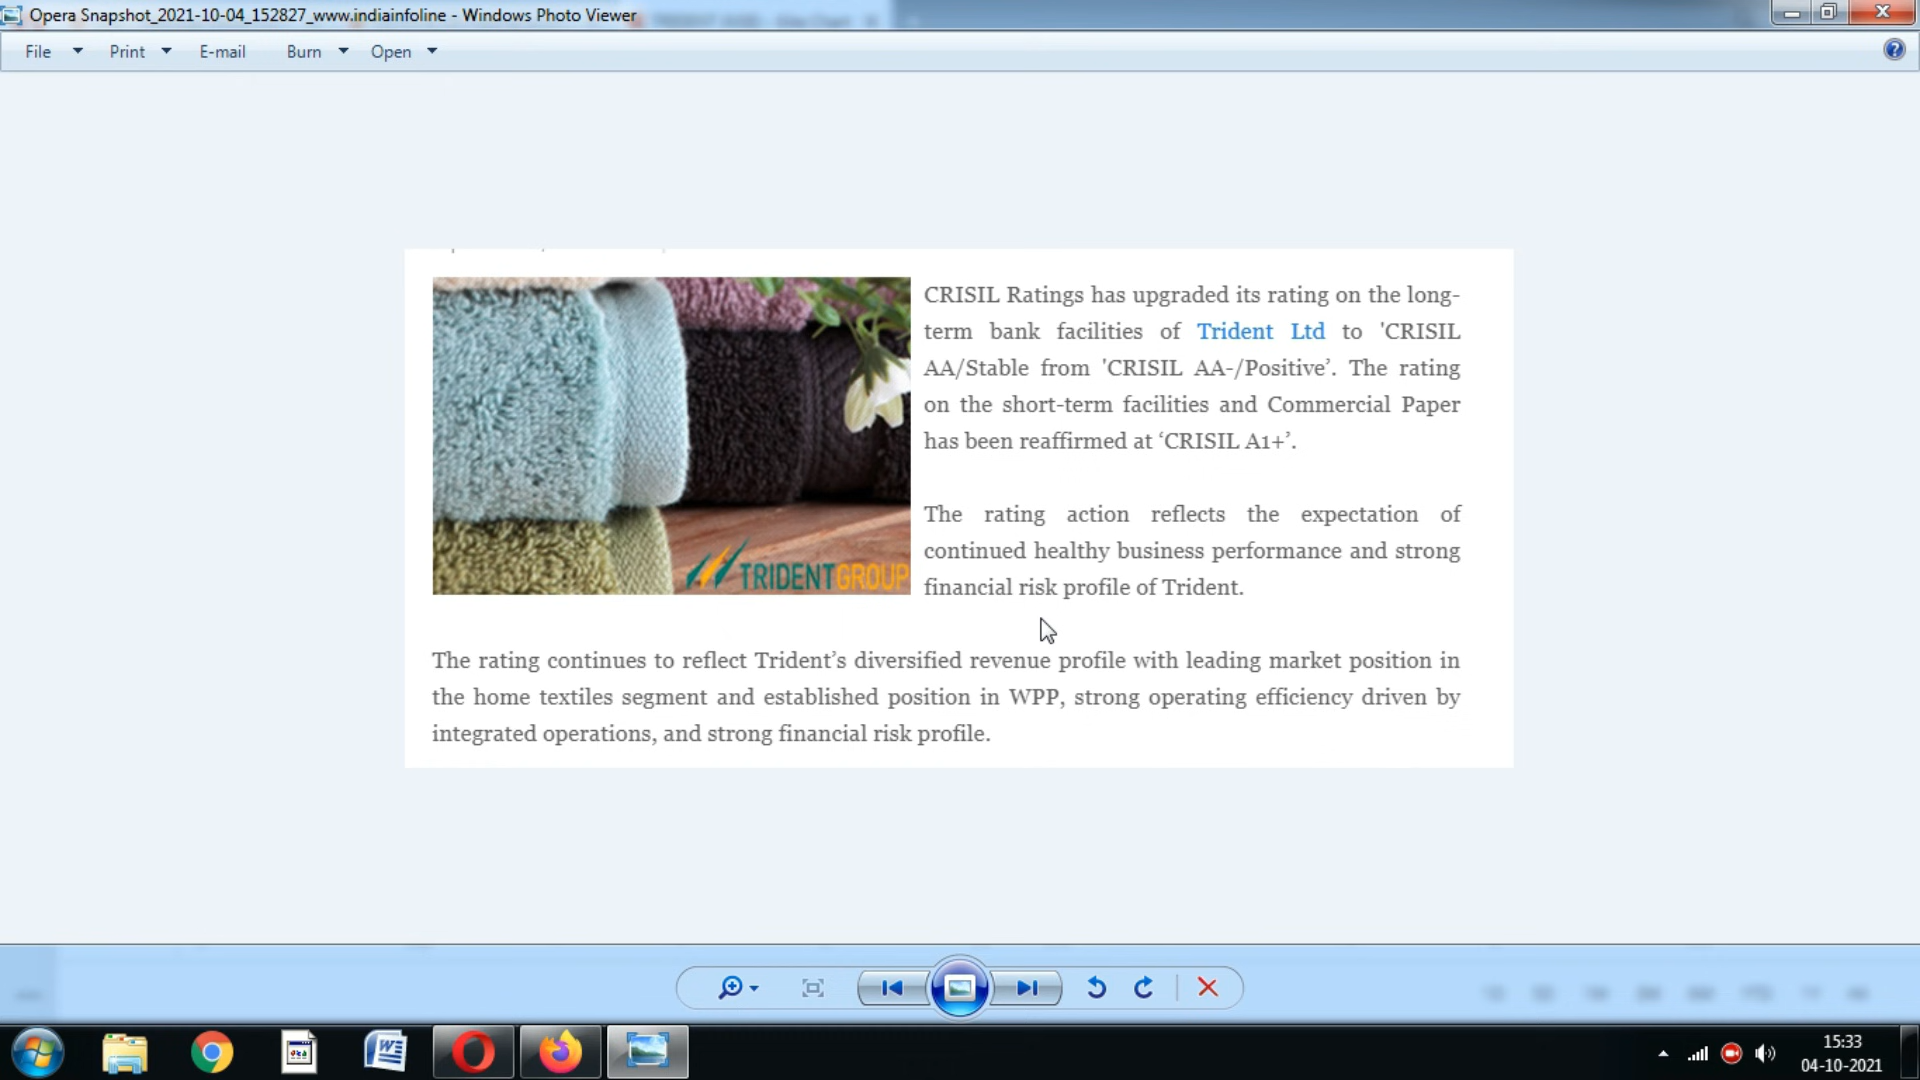 Opera Snapshot_2021-10-04_152827_www.indiainfoline - Windows Photo Viewer
File Print E-mail Burn Open
CRISIL Ratings has upgraded its rating on the long-
term bank facilities of Trident Ltd to 'CRISIL
AA/Stable from 'CRISIL AA-/Positive’. The rating
on the short-term facilities and Commercial Paper
has been reaffirmed at ‘CRISIL A1+’.
The rating action reflects the expectation of
continued healthy business performance and strong
financial risk profile of Trident.
TRIDENTGROUP
The rating continues to reflect Trident’s diversified revenue profile with leading market position in
the home textiles segment and established position in WPP, strong operating efficiency driven by
integrated operations, and strong financial risk profile.
15:33
04-10-2021